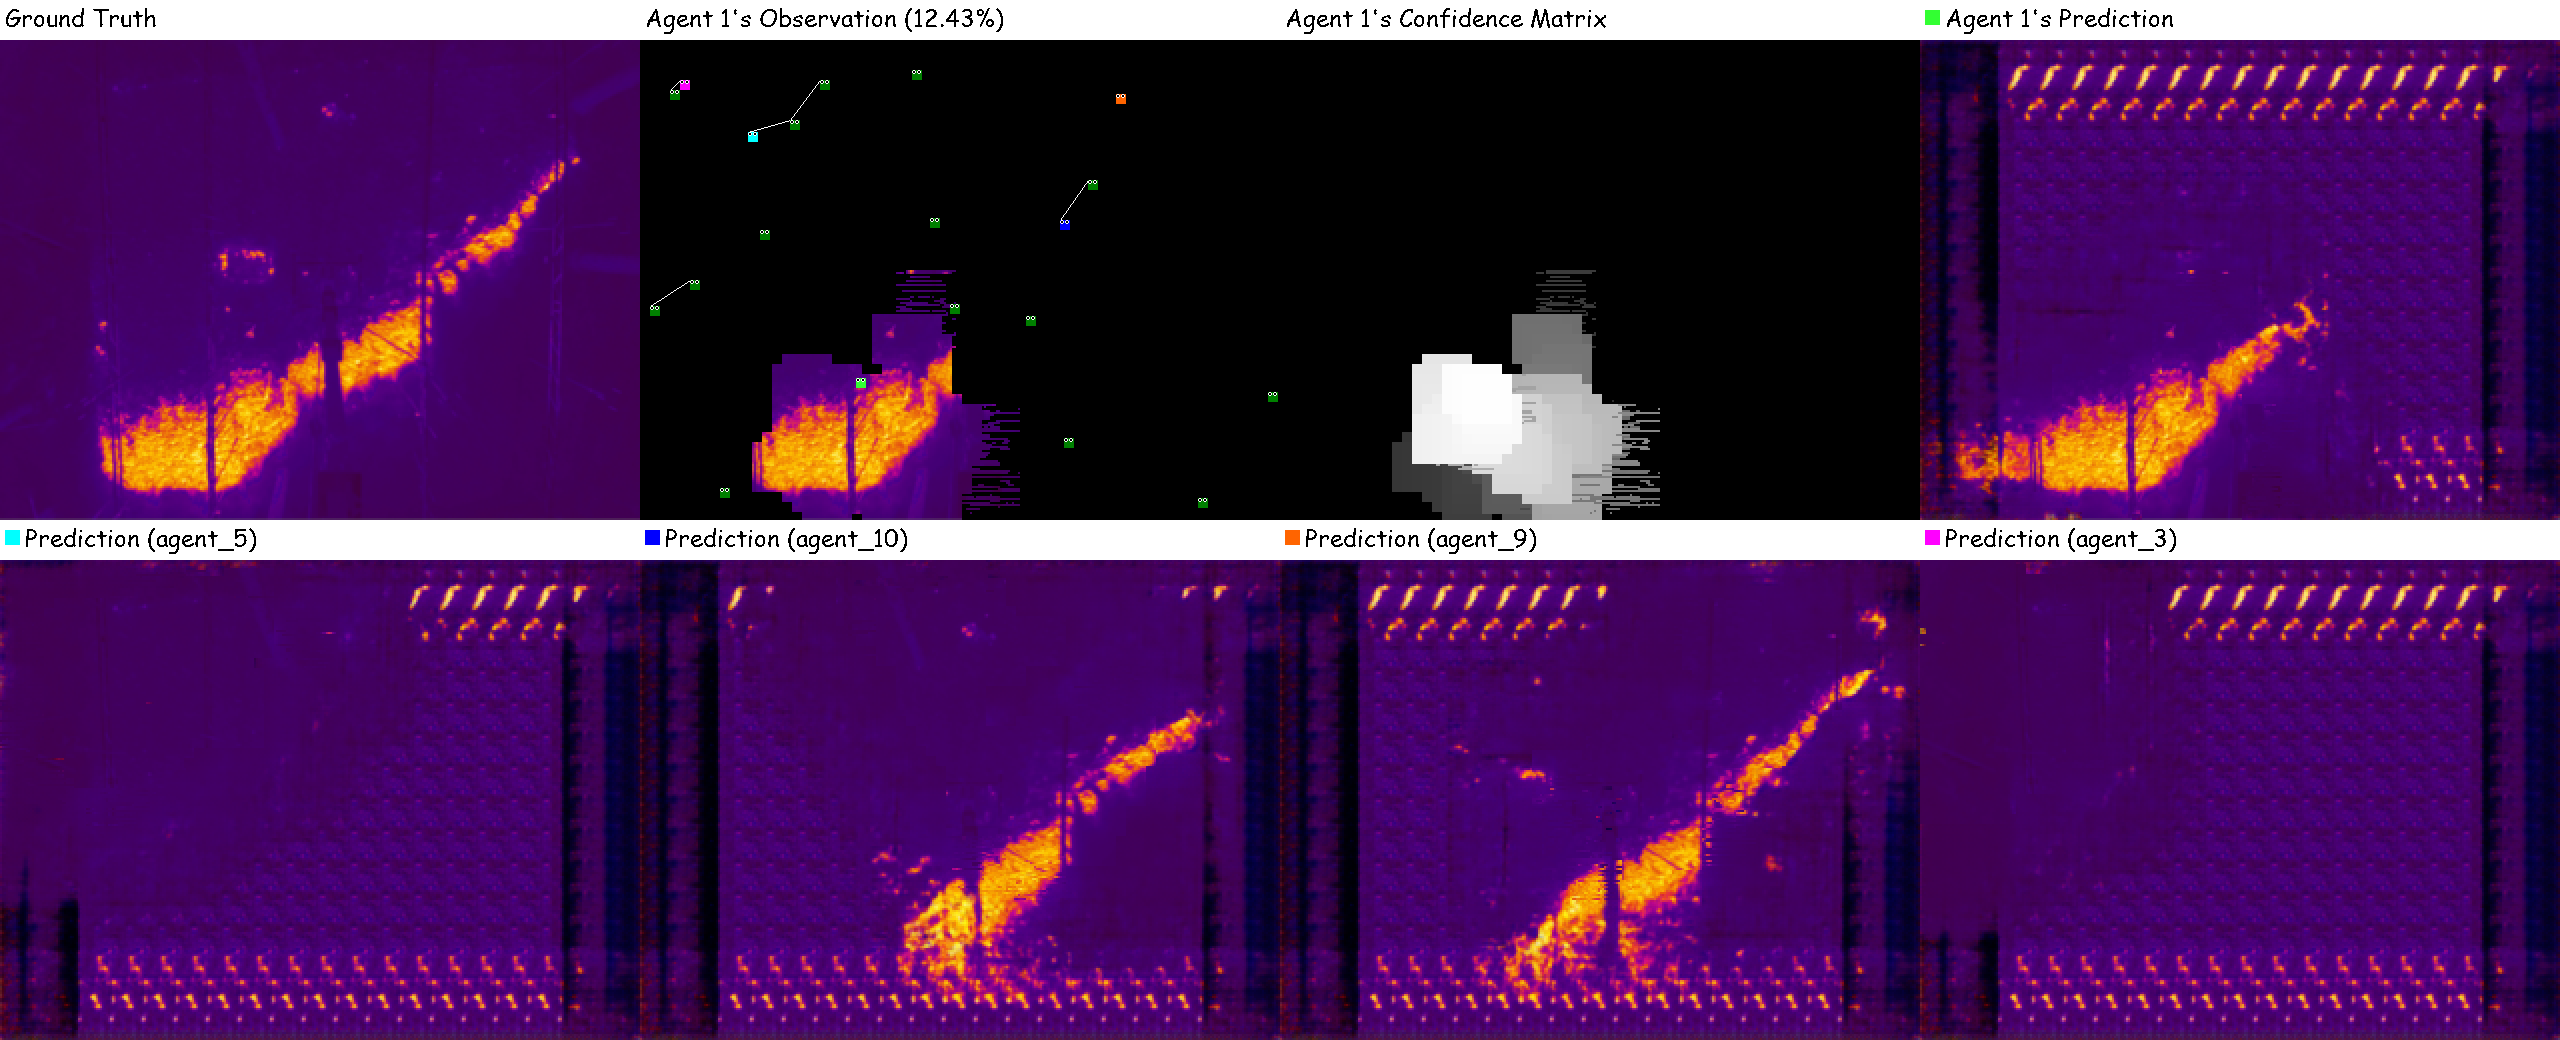 Ground Truth
Agent 1's Observation (12.43%)
Agent 1's Confidence Matrix
Agent 1's Prediction
Prediction (agent_5)
Prediction (agent_10)
Prediction (agent_9)
Prediction (agent_3)